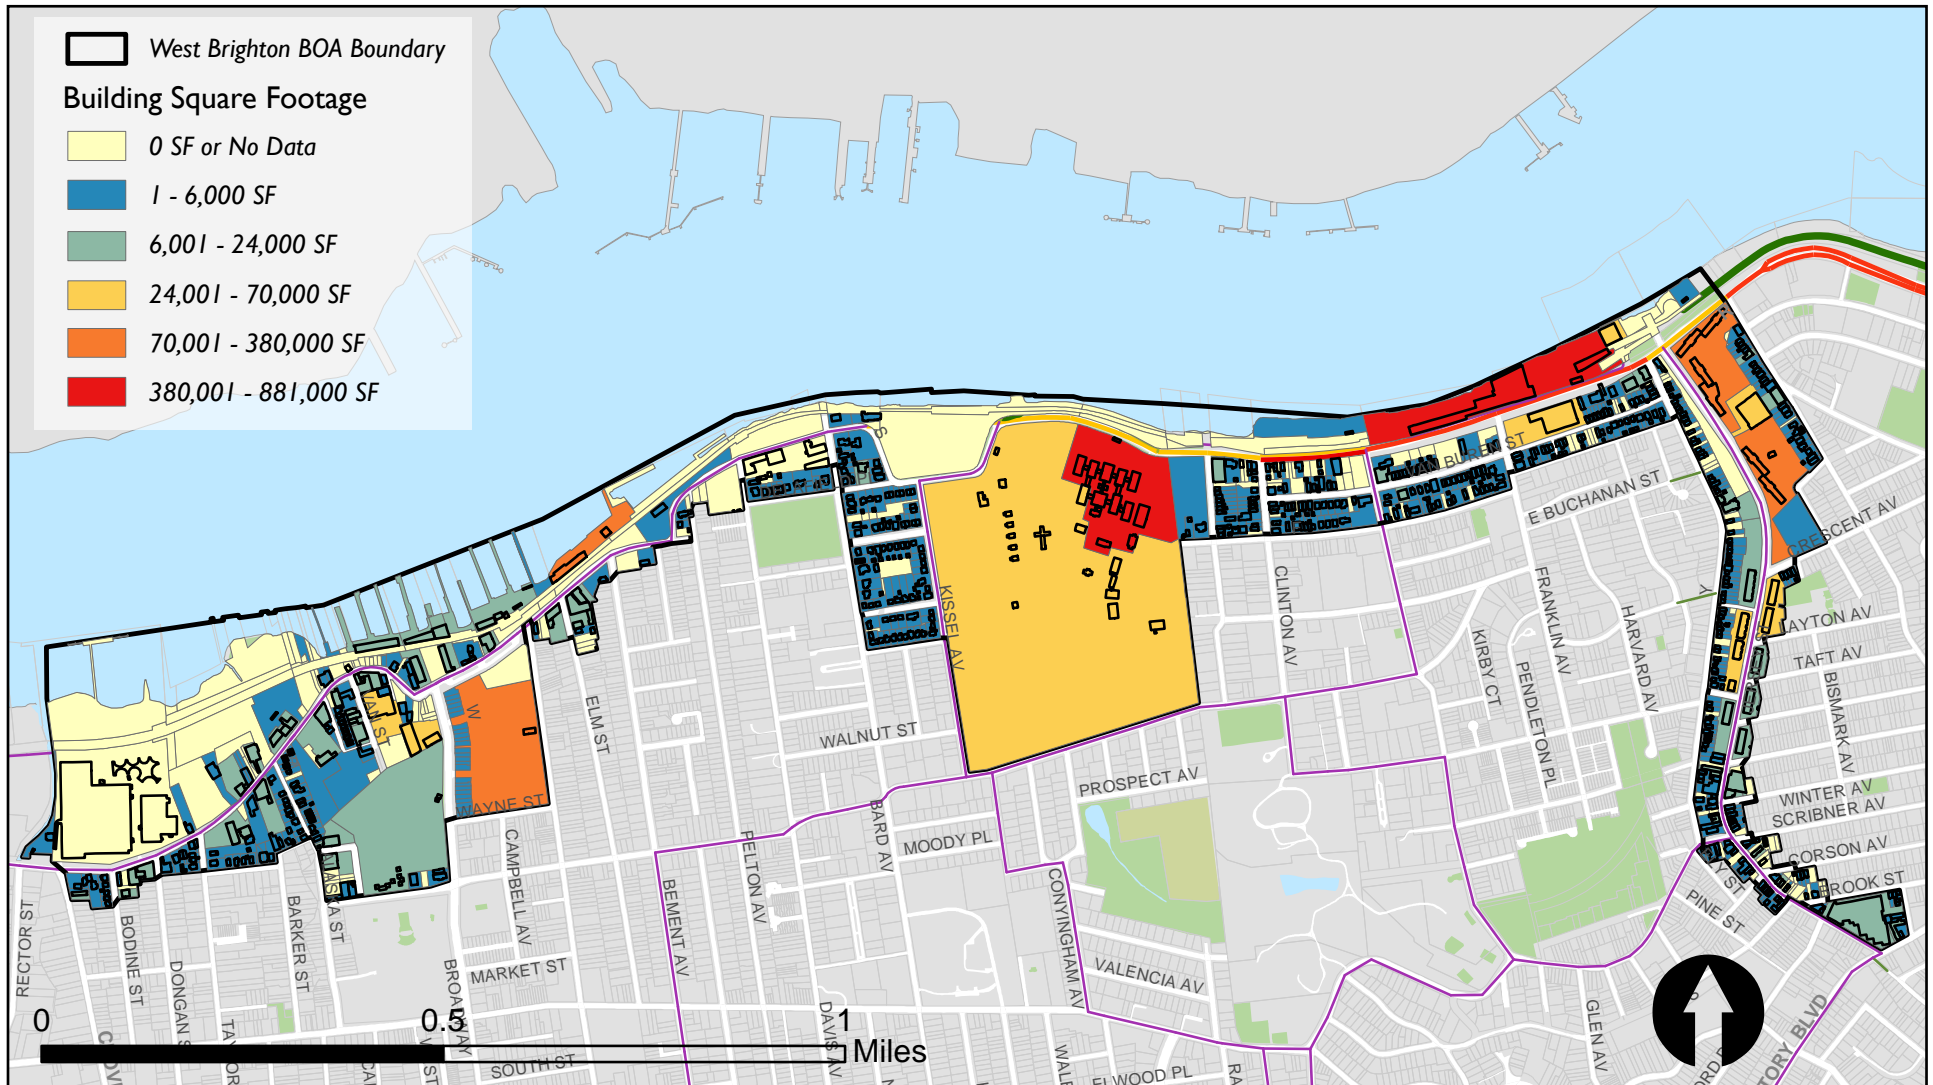 West Brighton BOA Boundary
Building Square Footage
0 SF or No Data
1 - 6,000 SF
6,001 - 24,000 SF
24,001 - 70,000 SF
70,001 - 380,000 SF
380,001 - 881,000 SF
VAN BUREN ST
E BUCHANAN ST
CRESCENT AV
CLINTON AV
FRANKLIN AV
HARVARD AV
KISSEL AV
KIRBY CT
PENDLETON PL
LAYTON AV
TAFT AV
BISMARK AV
ELM ST
WALNUT ST
PROSPECT AV
WINTER AV
SCRIBNER AV
WAYNE ST
CAMPBELL AV
PELTON AV
BARD AV
MOODY PL
CORSON AV
BROOK ST
PINE ST
RECTOR ST
BODINE ST
BARKER ST
BEMENT AV
CONYINGHAM AV
MARKET ST
BROADWAY
VALENCIA AV
DONGAN S
DAVIS AV
GLEN AV
SOUTH ST
0
0.5
1
Miles